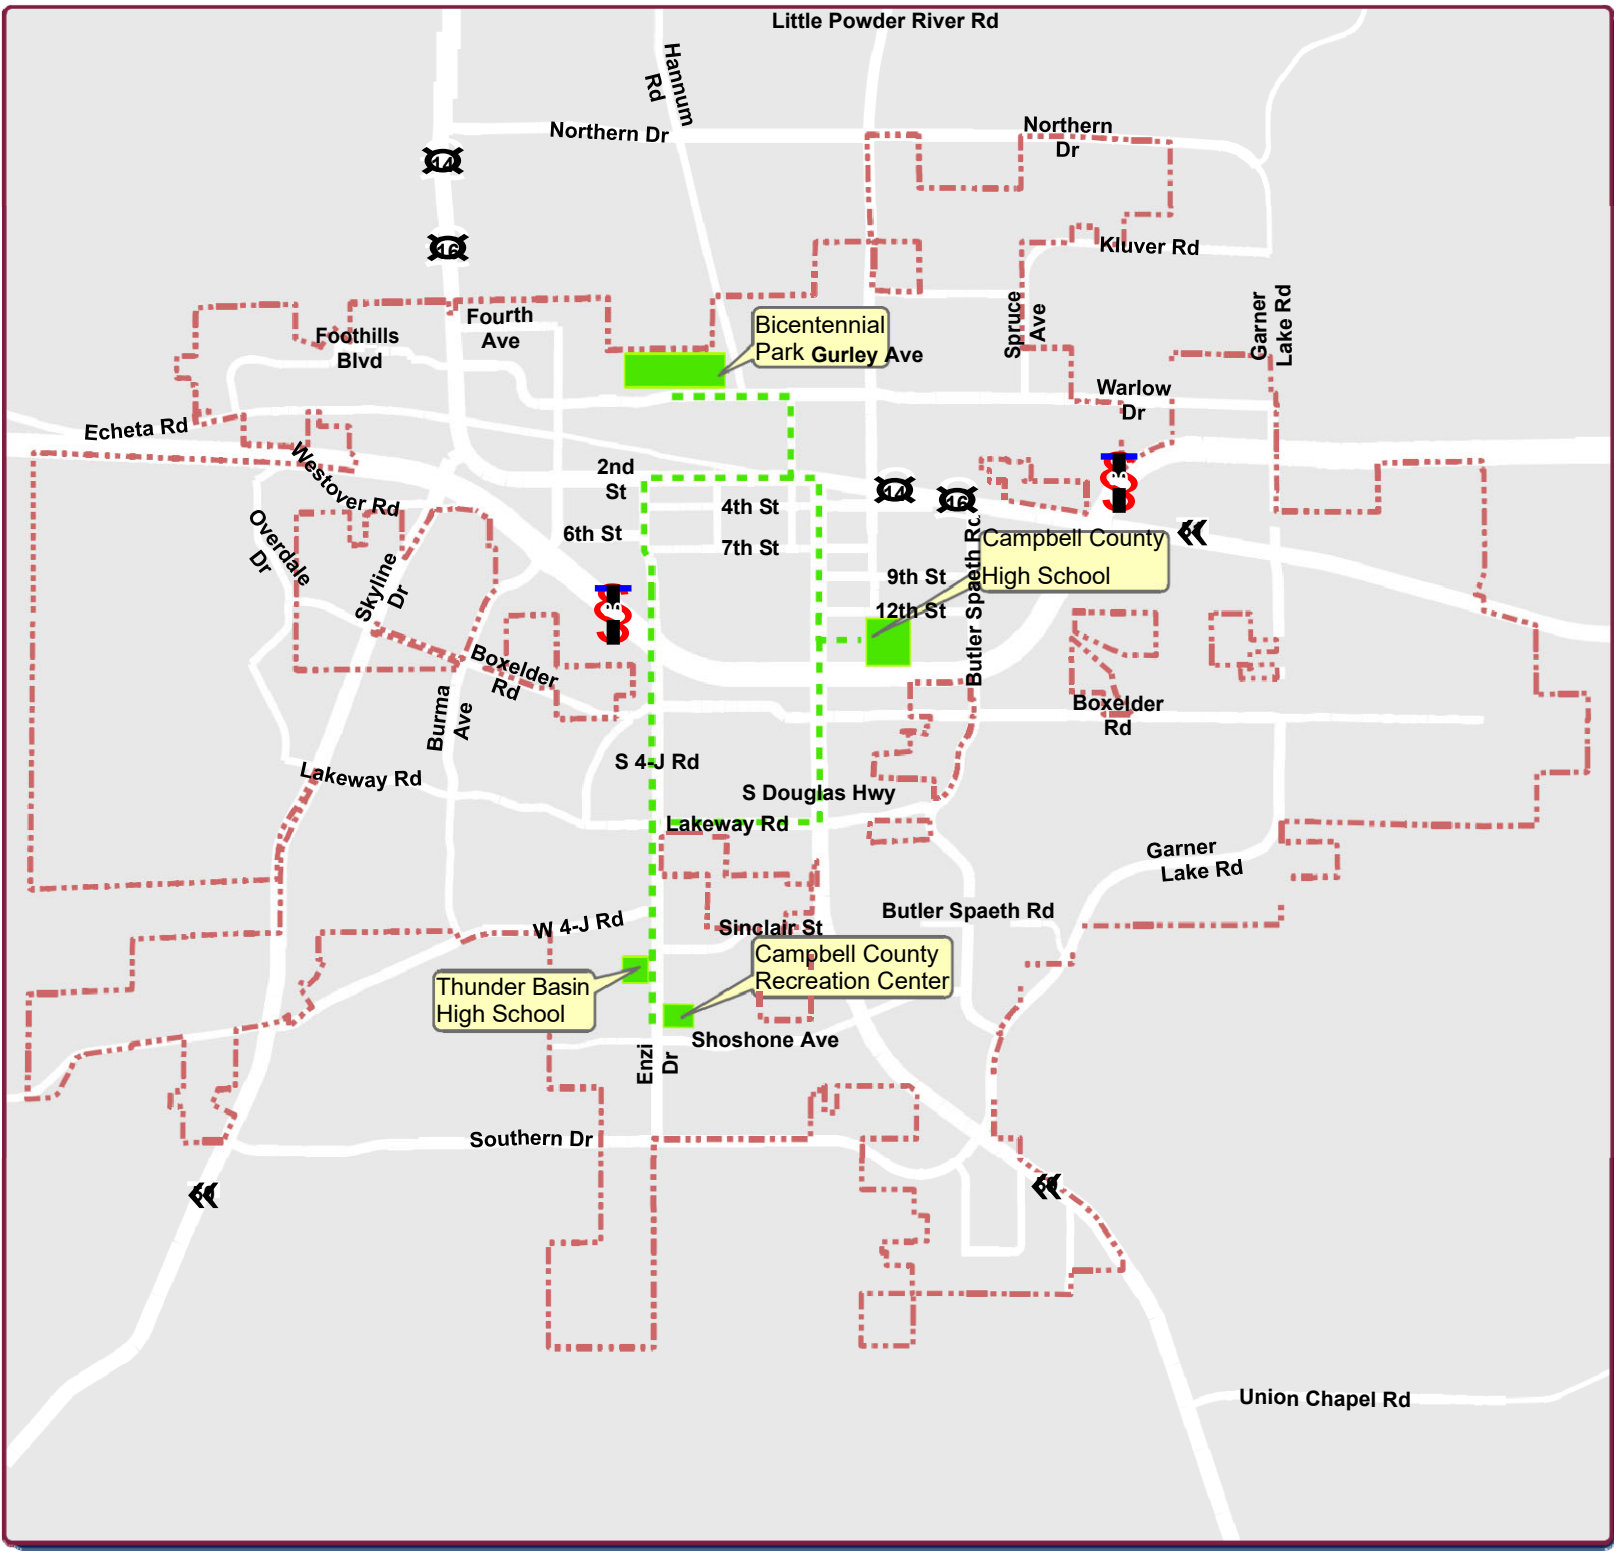 Little Powder River Rd
Hannum
Rd
Northern Dr
Northern
Dr
14
16
Kluver Rd
Spruce
Ave
Garner
Lake Rd
Fourth
Ave
Foothills
Blvd
Bicentennial
Park
Gurley Ave
Warlow
Dr
Echeta Rd
Westover Rd
2nd
St
4th St
14
16
6th St
7th St
Overdale
Dr
Skyline
Dr
Campbell County
High School
9th St
12th St
Butler Spaeth Rd
Boxelder
Rd
Burma
Ave
Boxelder
Rd
S 4-J Rd
Lakeway Rd
S Douglas Hwy
Lakeway Rd
Garner
Lake Rd
Butler Spaeth Rd
W 4-J Rd
Sinclair St
Campbell County
Recreation Center
Thunder Basin
High School
Shoshone Ave
Enzi
Dr
Southern Dr
Union Chapel Rd